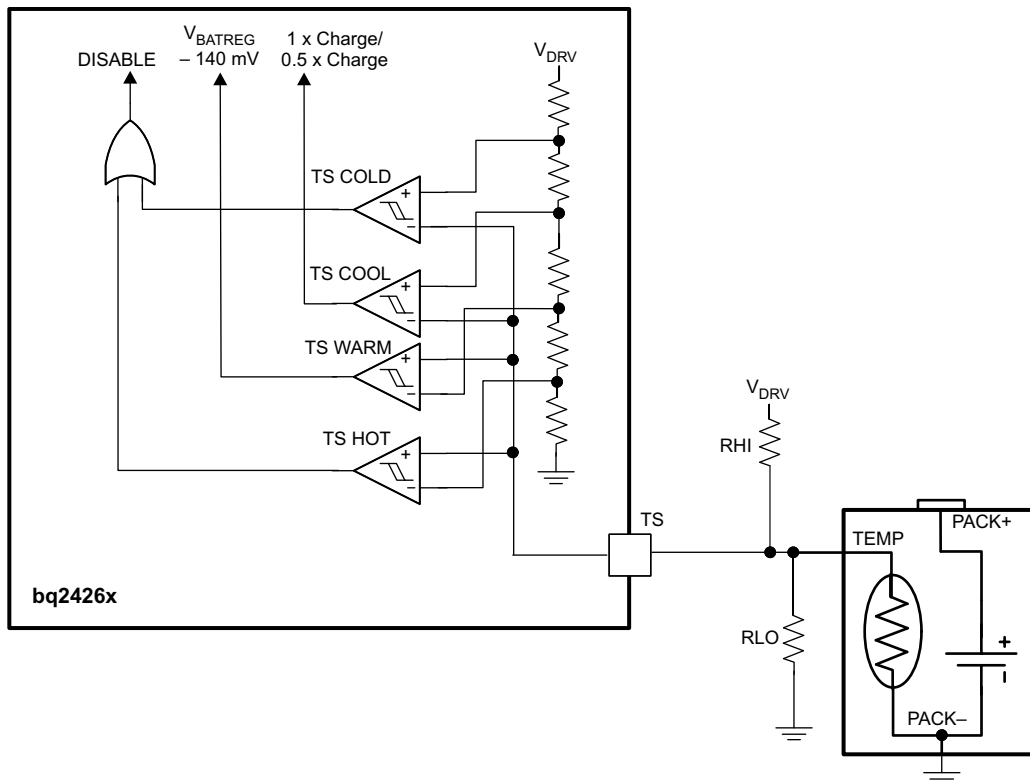 DISABLE
V_BATREG
– 140 mV
1 x Charge/
0.5 x Charge
V_DRV
TS COLD
+
−
TS COOL
+
−
TS WARM
+
−
TS HOT
+
−
TS
bq2426x
V_DRV
RHI
RLO
TEMP
PACK+
+
−
PACK–